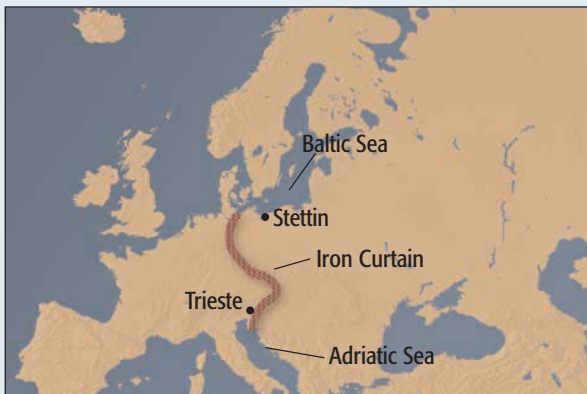 Baltic Sea
Stettin
Iron Curtain
Trieste
Adriatic Sea